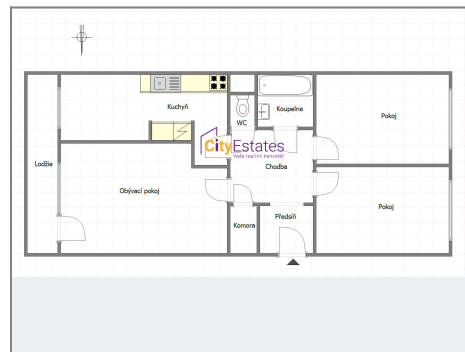 Kuchyň
WC
Koupelna
Pokoj
CityEstates
Vaše realitní kancelář
Lodžie
Obývací pokoj
Chodba
Pokoj
Komora
Předsíň